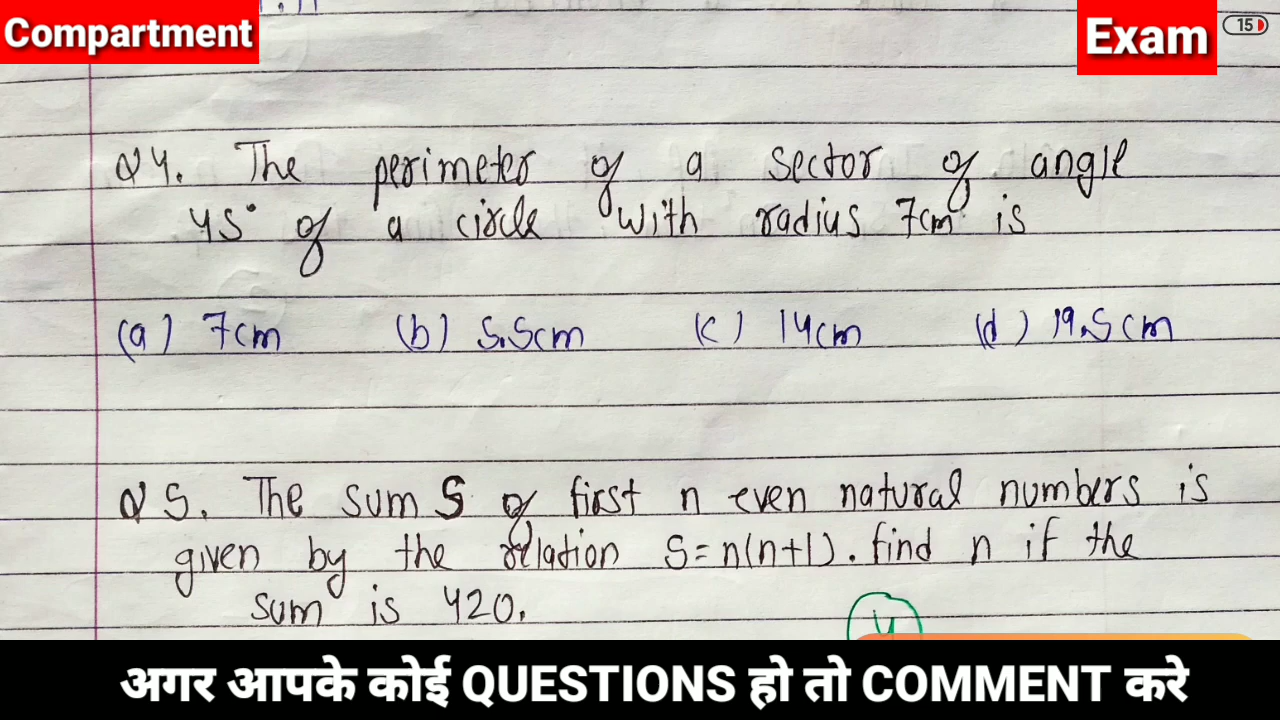 Compartment
Exam
15
Q4. The perimeter of a sector of angle
45° of a circle with radius 7cm is
(a) 7cm (b) 5.5cm (c) 14cm (d) 19.5cm
Q5. The sum S of first n even natural numbers is
given by the relation S=n(n+1). find n if the
sum is 420.
अगर आपके कोई QUESTIONS हो तो COMMENT करे